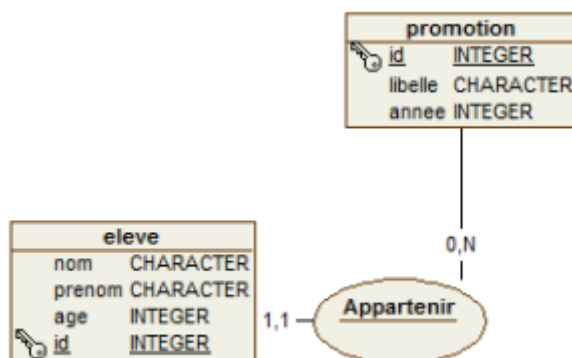 promotion
id INTEGER
libelle CHARACTER
annee INTEGER
0,N
eleve
nom CHARACTER
prenom CHARACTER
age INTEGER
id INTEGER
1,1
Appartenir